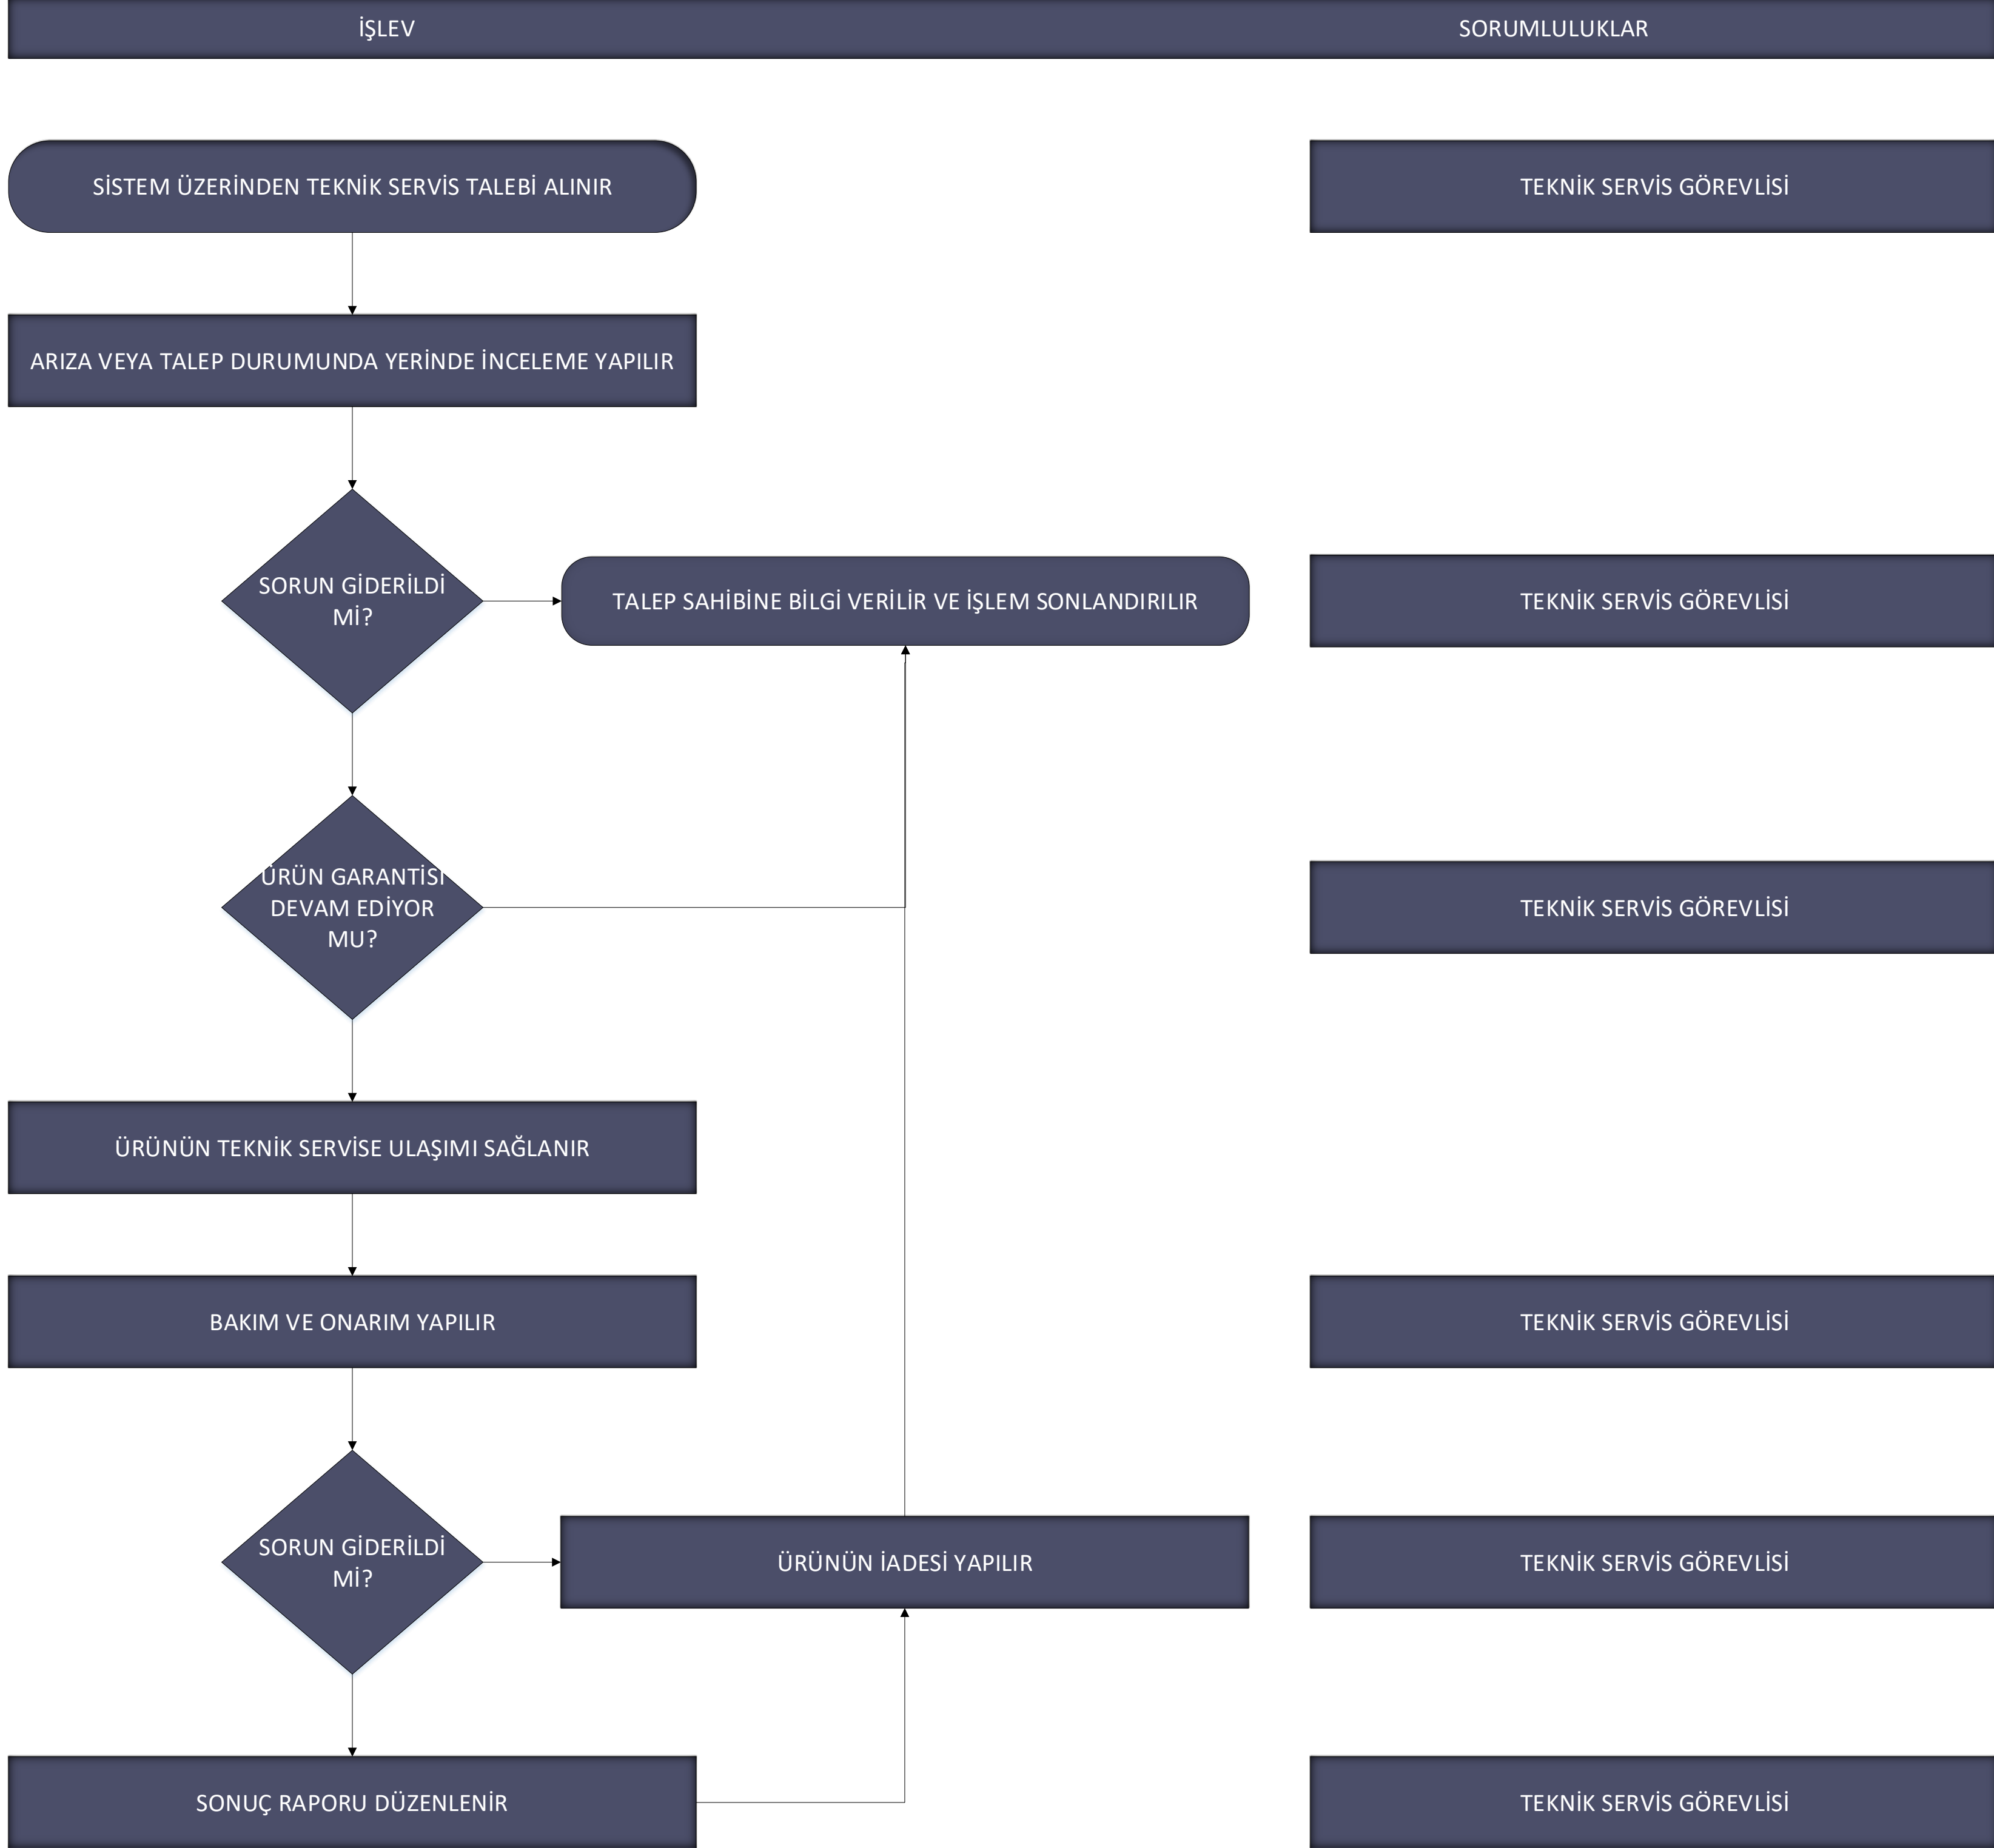 İŞLEV
SORUMLULUKLAR
SİSTEM ÜZERİNDEN TEKNİK SERVİS TALEBİ ALINIR
TEKNİK SERVİS GÖREVLİSİ
ARIZA VEYA TALEP DURUMUNDA YERİNDE İNCELEME YAPILIR
SORUN GİDERİLDİ
Mİ?
TALEP SAHİBİNE BİLGİ VERİLİR VE İŞLEM SONLANDIRILIR
TEKNİK SERVİS GÖREVLİSİ
ÜRÜN GARANTİSİ
DEVAM EDİYOR
MU?
TEKNİK SERVİS GÖREVLİSİ
ÜRÜNÜN TEKNİK SERVİSE ULAŞIMI SAĞLANIR
BAKIM VE ONARIM YAPILIR
TEKNİK SERVİS GÖREVLİSİ
SORUN GİDERİLDİ
Mİ?
ÜRÜNÜN İADESİ YAPILIR
TEKNİK SERVİS GÖREVLİSİ
SONUÇ RAPORU DÜZENLENİR
TEKNİK SERVİS GÖREVLİSİ